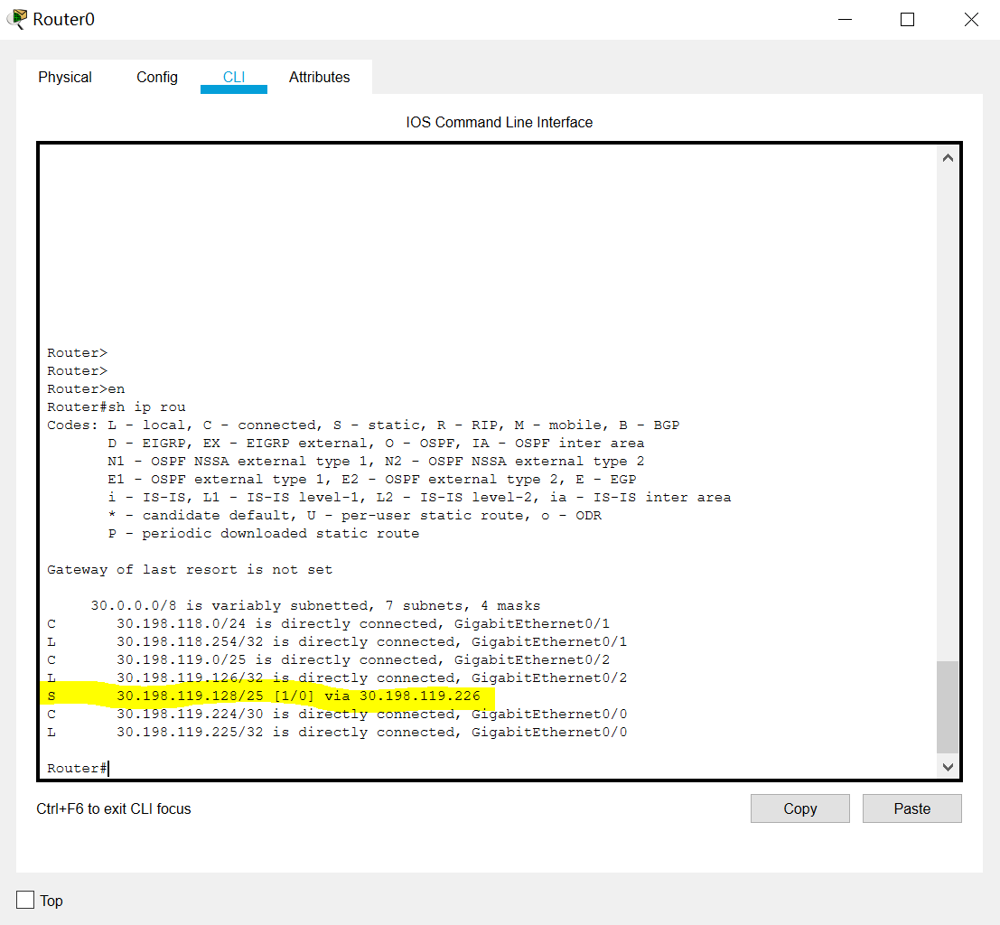 Router0
Physical Config CLI Attributes
IOS Command Line Interface
Router>
Router>
Router>en
Router#sh ip rou
Codes: L - local, C - connected, S - static, R - RIP, M - mobile, B - BGP
D - EIGRP, EX - EIGRP external, O - OSPF, IA - OSPF inter area
N1 - OSPF NSSA external type 1, N2 - OSPF NSSA external type 2
E1 - OSPF external type 1, E2 - OSPF external type 2, E - EGP
i - IS-IS, L1 - IS-IS level-1, L2 - IS-IS level-2, ia - IS-IS inter area
* - candidate default, U - per-user static route, o - ODR
P - periodic downloaded static route
Gateway of last resort is not set
30.0.0.0/8 is variably subnetted, 7 subnets, 4 masks
C 30.198.118.0/24 is directly connected, GigabitEthernet0/1
L 30.198.118.254/32 is directly connected, GigabitEthernet0/1
C 30.198.119.0/25 is directly connected, GigabitEthernet0/2
L 30.198.119.126/32 is directly connected, GigabitEthernet0/2
S 30.198.119.128/25 [1/0] via 30.198.119.226
C 30.198.119.224/30 is directly connected, GigabitEthernet0/0
L 30.198.119.225/32 is directly connected, GigabitEthernet0/0
Router#
Ctrl+F6 to exit CLI focus
Copy Paste
Top